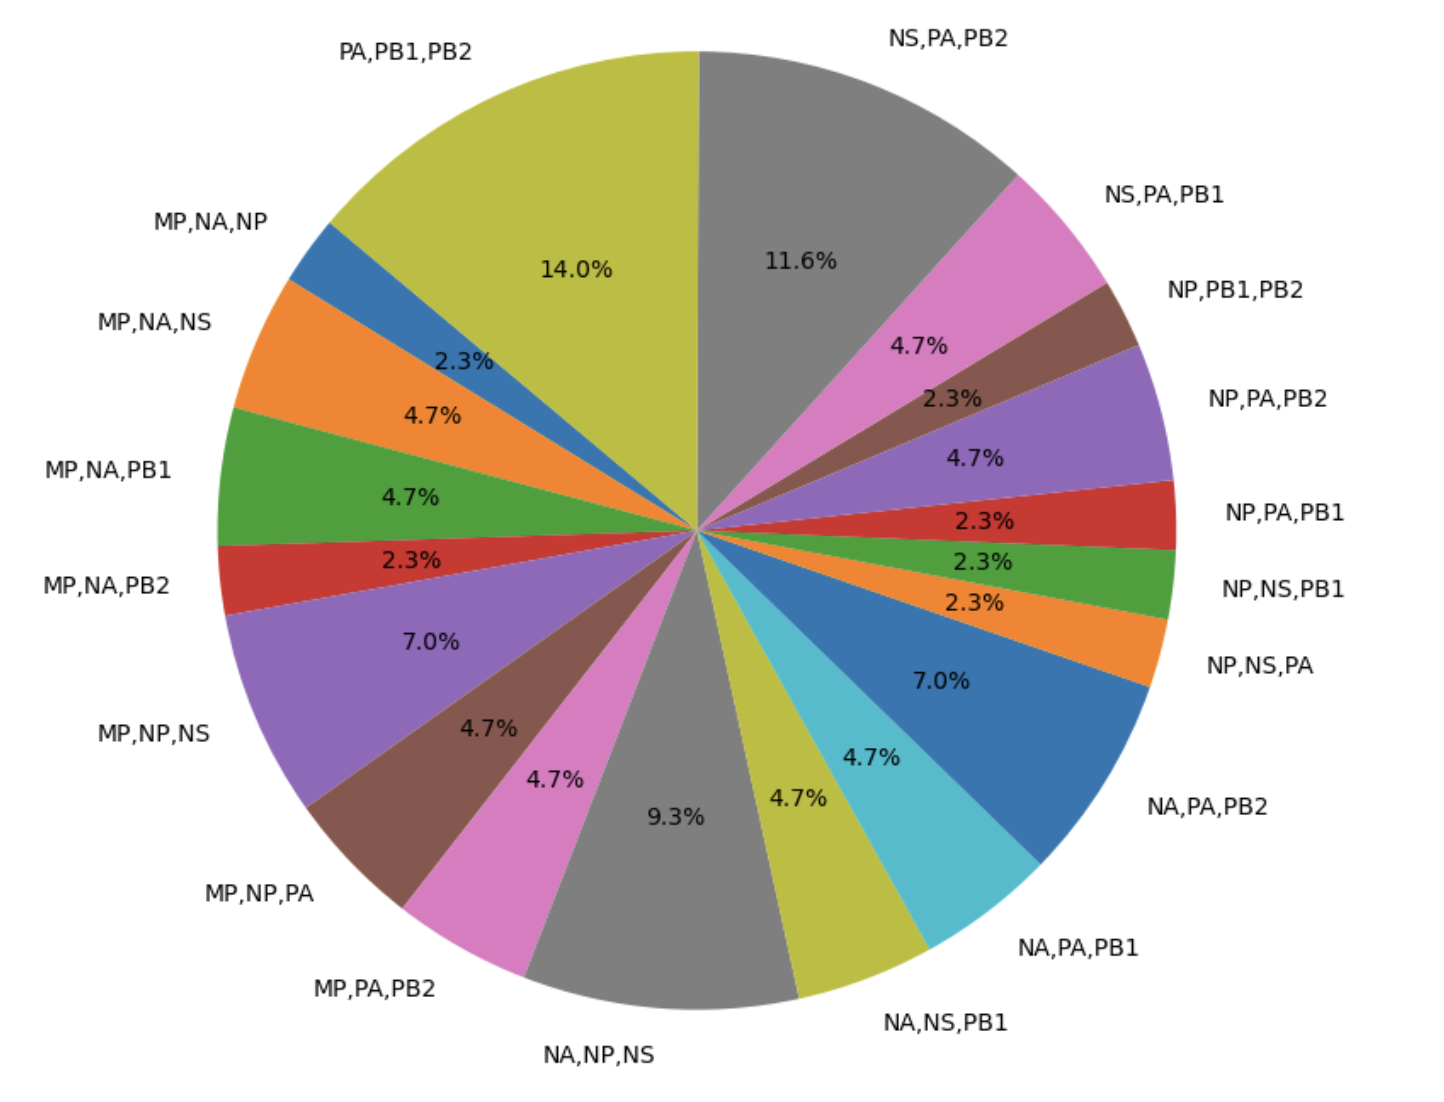 NS,PA,PB2
PA,PB1,PB2
NS,PA,PB1
MP,NA,NP
14.0%
11.6%
NP,PB1,PB2
MP,NA,NS
4.7%
2.3%
2.3%
NP,PA,PB2
4.7%
4.7%
MP,NA,PB1
4.7%
NP,PA,PB1
2.3%
2.3%
2.3%
MP,NA,PB2
NP,NS,PB1
2.3%
7.0%
NP,NS,PA
7.0%
MP,NP,NS
4.7%
4.7%
4.7%
4.7%
NA,PA,PB2
9.3%
MP,NP,PA
NA,PA,PB1
MP,PA,PB2
NA,NS,PB1
NA,NP,NS